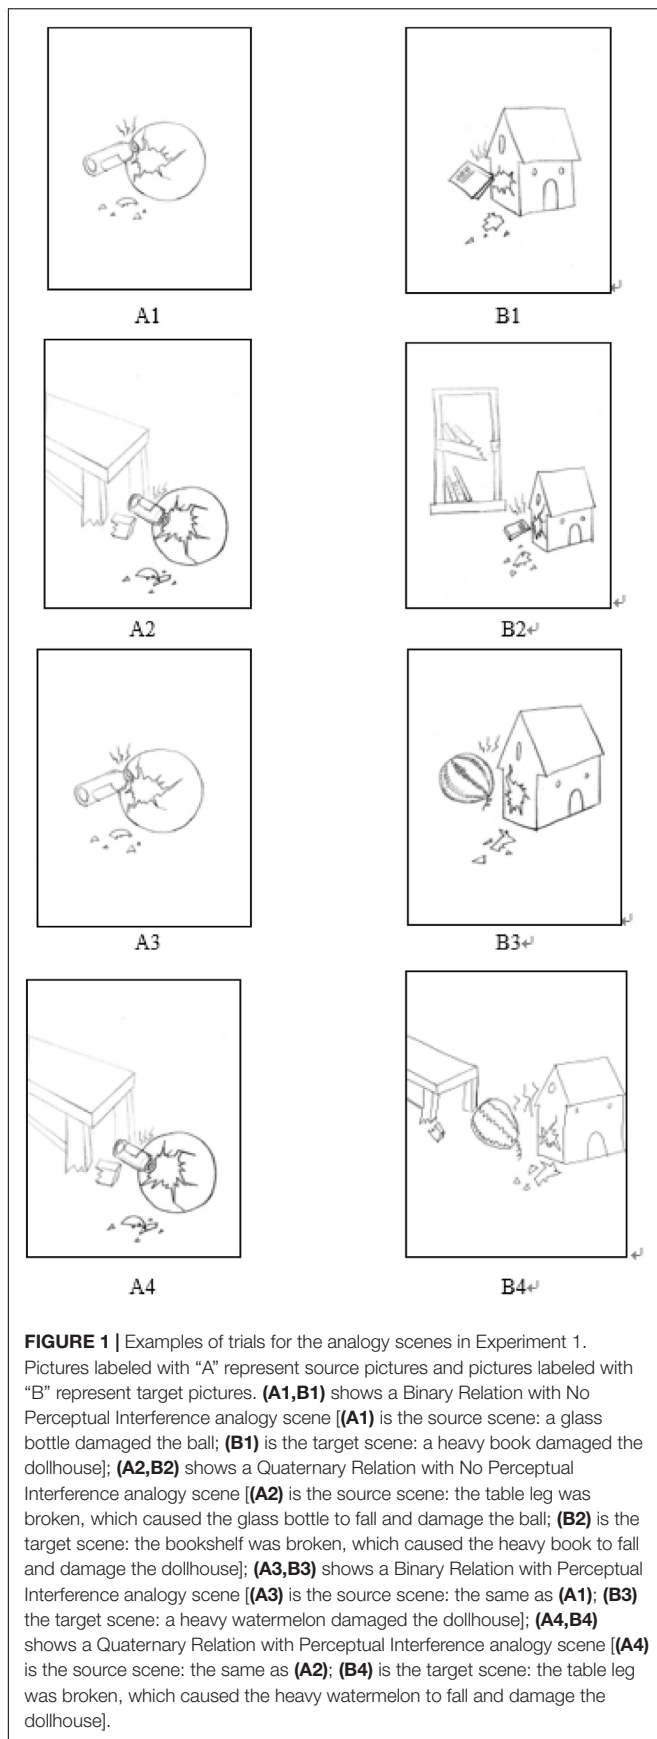 A1
B1
A2
B2
A3
B3
A4
B4
FIGURE 1 | Examples of trials for the analogy scenes in Experiment 1.
Pictures labeled with “A” represent source pictures and pictures labeled with
“B” represent target pictures. (A1,B1) shows a Binary Relation with No
Perceptual Interference analogy scene [(A1) is the source scene: a glass
bottle damaged the ball; (B1) is the target scene: a heavy book damaged the
dollhouse]; (A2,B2) shows a Quaternary Relation with No Perceptual
Interference analogy scene [(A2) is the source scene: the table leg was
broken, which caused the glass bottle to fall and damage the ball; (B2) is the
target scene: the bookshelf was broken, which caused the heavy book to fall
and damage the dollhouse]; (A3,B3) shows a Binary Relation with Perceptual
Interference analogy scene [(A3) is the source scene: the same as (A1); (B3)
the target scene: a heavy watermelon damaged the dollhouse]; (A4,B4)
shows a Quaternary Relation with Perceptual Interference analogy scene [(A4)
is the source scene: the same as (A2); (B4) is the target scene: the table leg
was broken, which caused the heavy watermelon to fall and damage the
dollhouse].